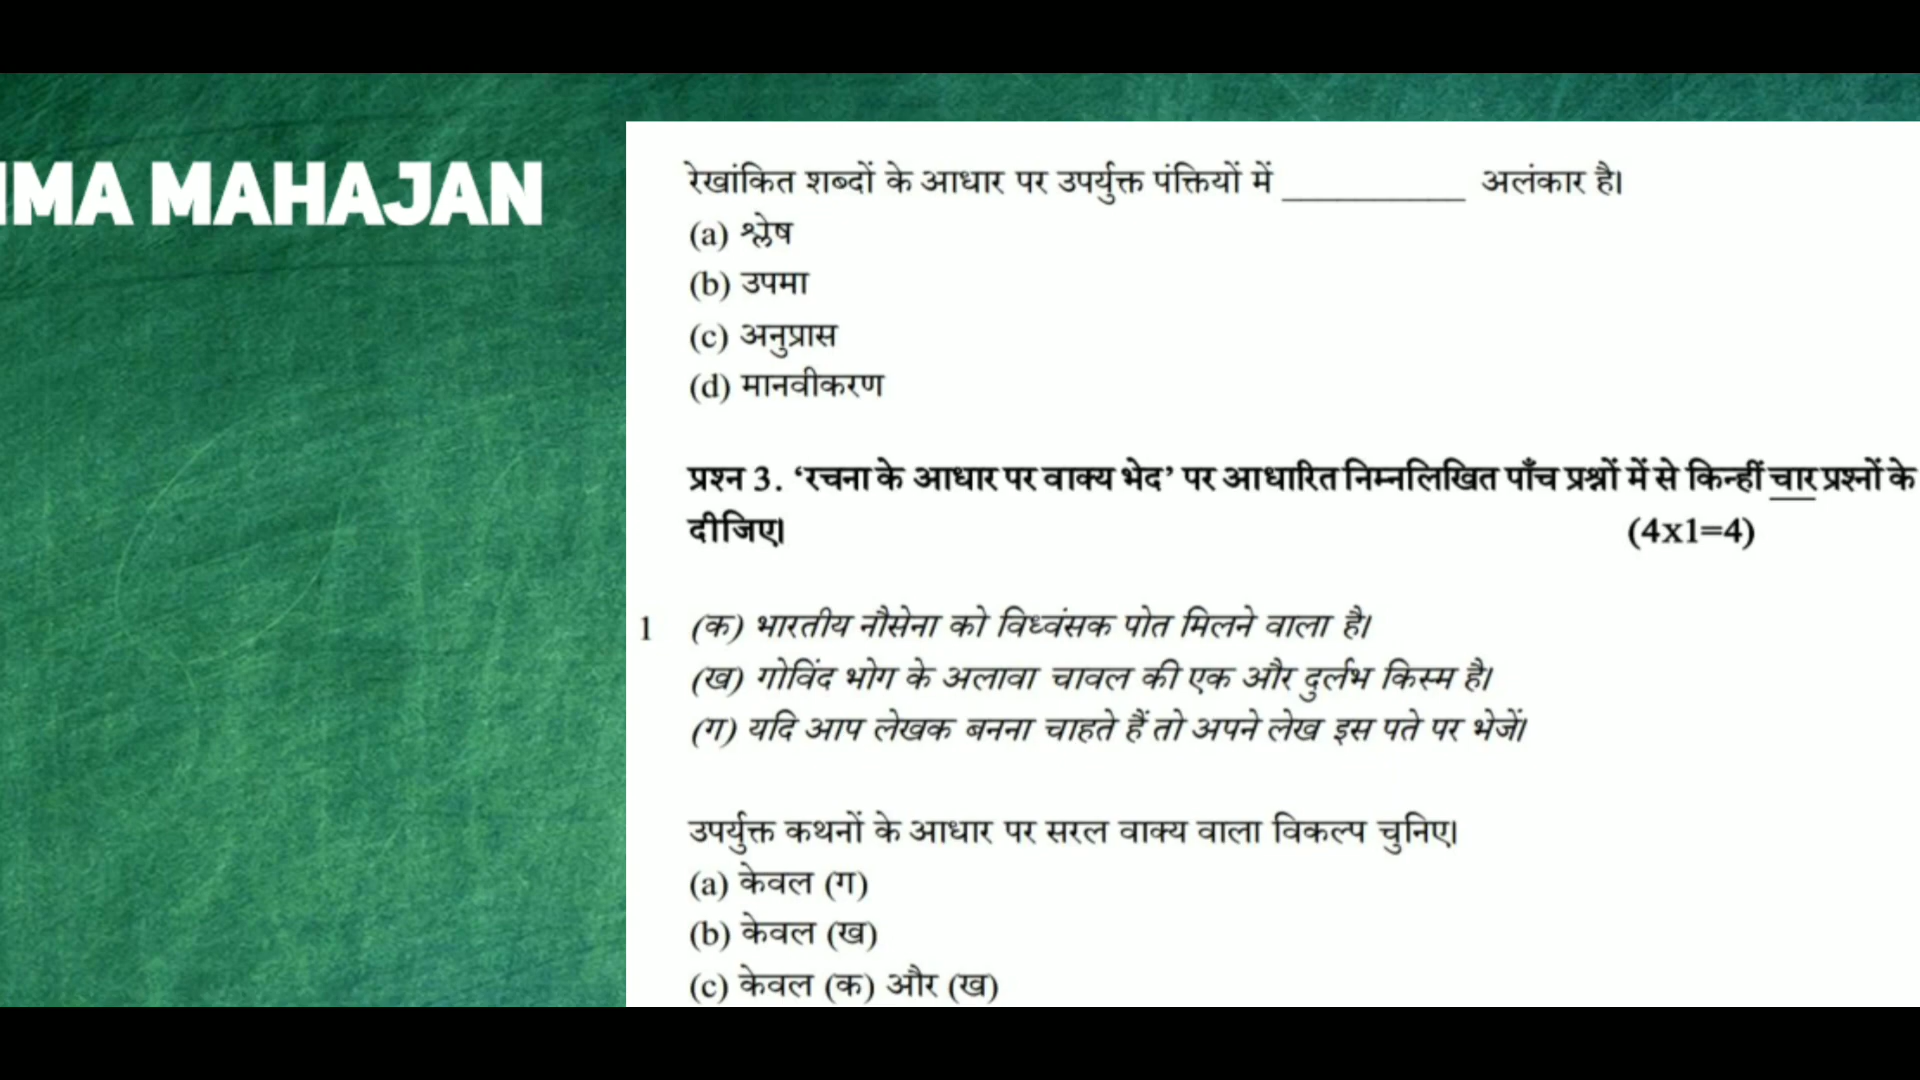 IMA MAHAJAN
रेखांकित शब्दों के आधार पर उपर्युक्त पंक्तियों में __________ अलंकार है।
(a) श्लेष
(b) उपमा
(c) अनुप्रास
(d) मानवीकरण
प्रश्न 3. ‘रचना के आधार पर वाक्य भेद’ पर आधारित निम्नलिखित पाँच प्रश्नों में से किन्हीं चार प्रश्नों के
दीजिए। (4x1=4)
1 (क) भारतीय नौसेना को विध्वंसक पोत मिलने वाला है।
(ख) गोविंद भोग के अलावा चावल की एक और दुर्लभ किस्म है।
(ग) यदि आप लेखक बनना चाहते हैं तो अपने लेख इस पते पर भेजें।
उपर्युक्त कथनों के आधार पर सरल वाक्य वाला विकल्प चुनिए।
(a) केवल (ग)
(b) केवल (ख)
(c) केवल (क) और (ख)